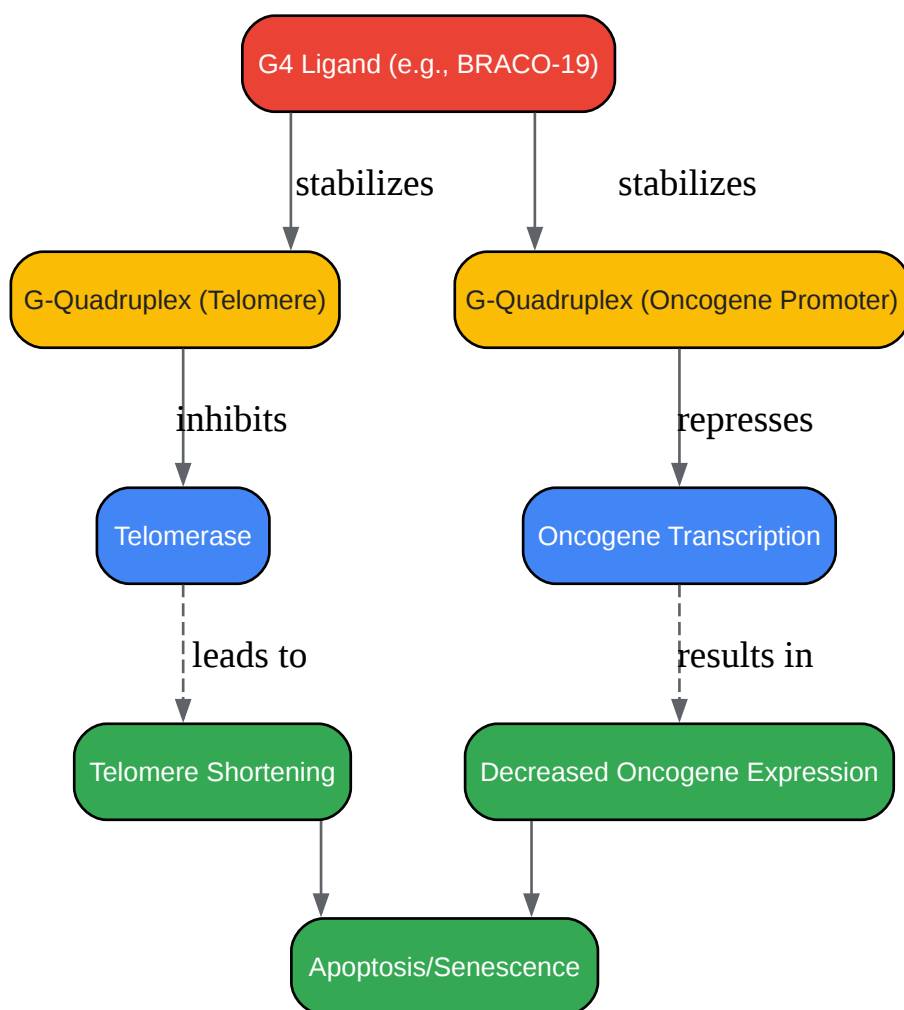 G4 Ligand (e.g., BRACO-19)
stabilizes
stabilizes
G-Quadruplex (Telomere)
G-Quadruplex (Oncogene Promoter)
inhibits
represses
Telomerase
Oncogene Transcription
leads to
results in
Telomere Shortening
Decreased Oncogene Expression
Apoptosis/Senescence